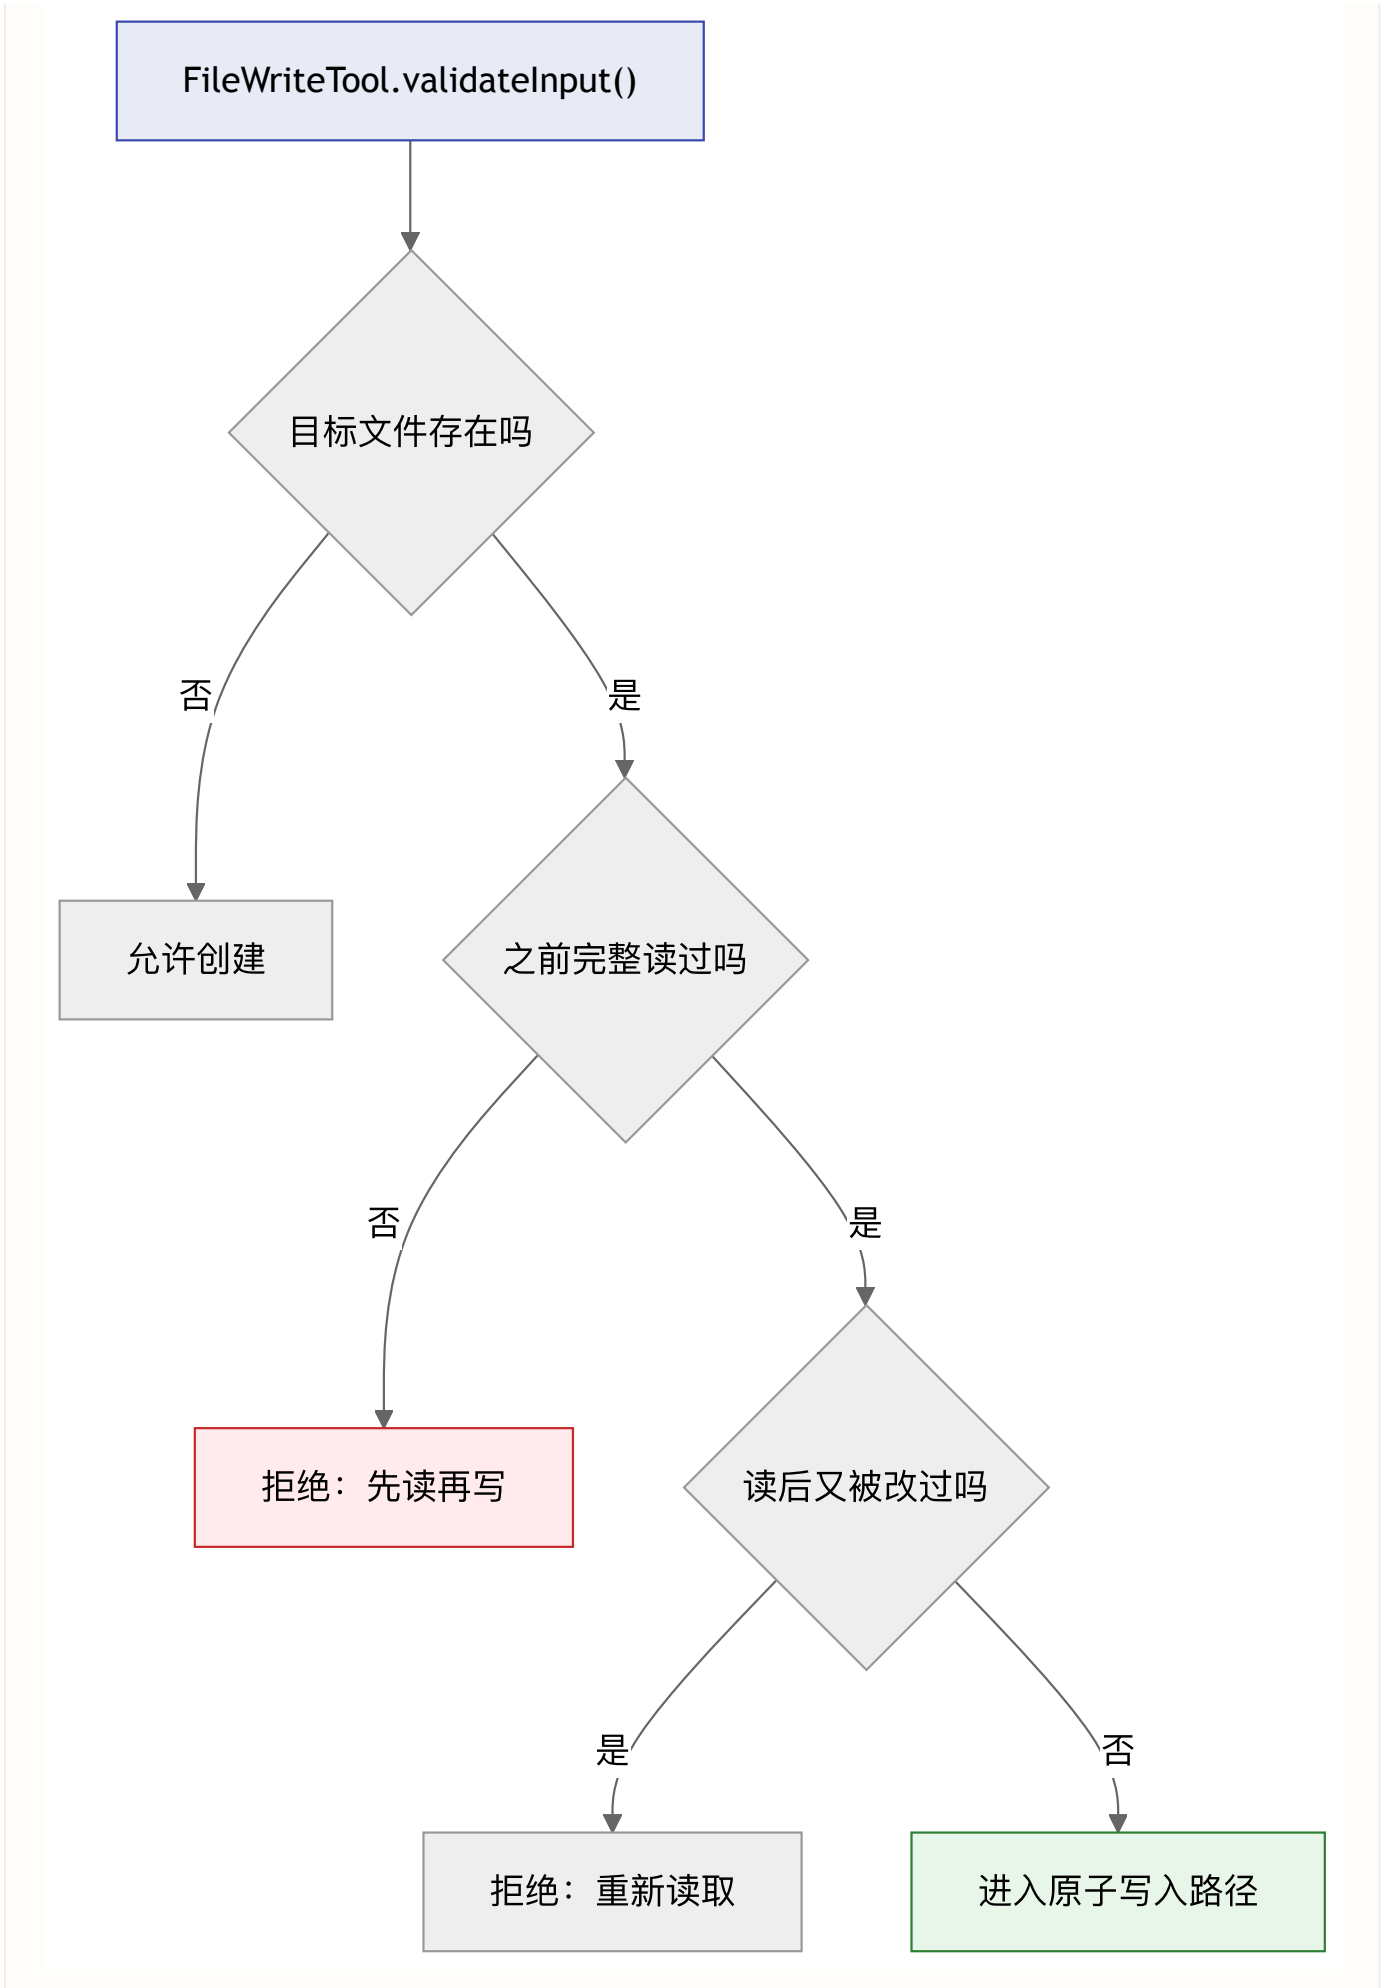 FileWriteTool.validateInput()
目标文件存在吗
否
是
允许创建
之前完整读过吗
否
是
拒绝：先读再写
读后又被改过吗
是
否
拒绝：重新读取
进入原子写入路径